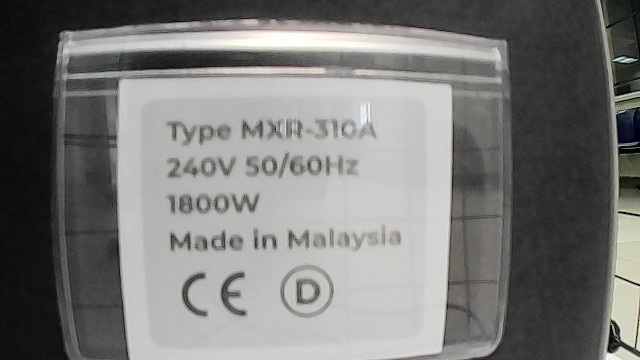 Type MXR-310A
240V 50/60Hz
1800W
Made in Malaysia
CE D